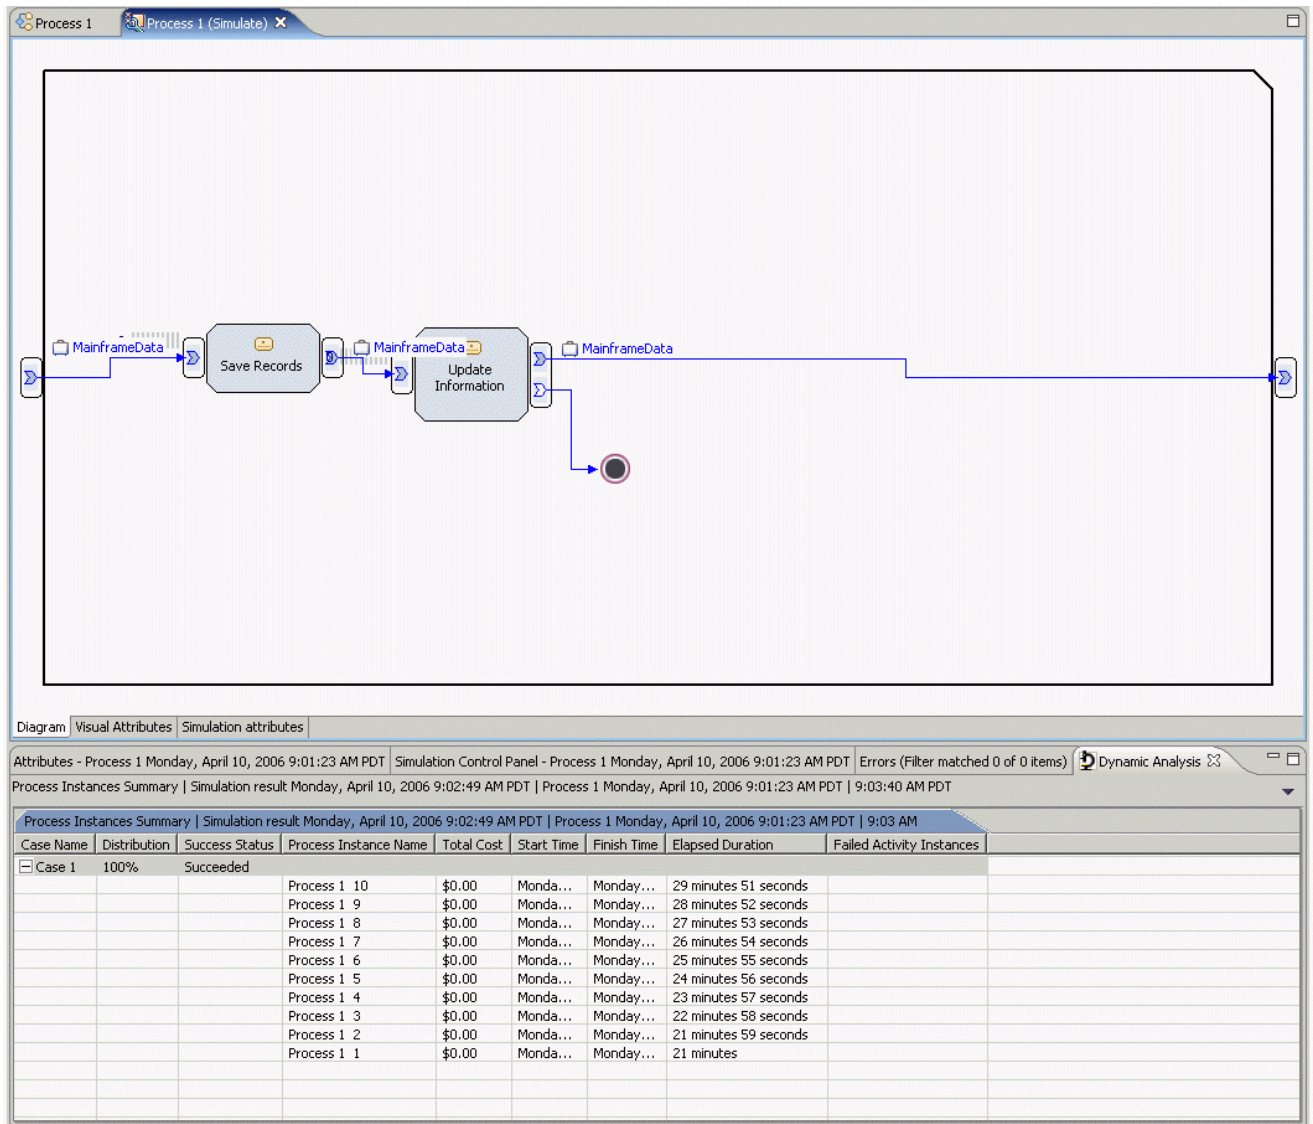 Process 1
Process 1 (Simulate)
MainframeData
Save Records
MainframeData
Update
Information
MainframeData
Diagram Visual Attributes Simulation attributes
Attributes - Process 1 Monday, April 10, 2006 9:01:23 AM PDT Simulation Control Panel - Process 1 Monday, April 10, 2006 9:01:23 AM PDT Errors (Filter matched 0 of 0 items) Dynamic Analysis
Process Instances Summary | Simulation result Monday, April 10, 2006 9:02:49 AM PDT | Process 1 Monday, April 10, 2006 9:01:23 AM PDT | 9:03:40 AM PDT
Process Instances Summary | Simulation result Monday, April 10, 2006 9:02:49 AM PDT | Process 1 Monday, April 10, 2006 9:01:23 AM PDT | 9:03 AM
Case Name Distribution Success Status Process Instance Name Total Cost Start Time Finish Time Elapsed Duration Failed Activity Instances
Case 1 100% Succeeded
Process 1 10 $0.00 Monda... Monday... 29 minutes 51 seconds
Process 1 9 $0.00 Monda... Monday... 28 minutes 52 seconds
Process 1 8 $0.00 Monda... Monday... 27 minutes 53 seconds
Process 1 7 $0.00 Monda... Monday... 26 minutes 54 seconds
Process 1 6 $0.00 Monda... Monday... 25 minutes 55 seconds
Process 1 5 $0.00 Monda... Monday... 24 minutes 56 seconds
Process 1 4 $0.00 Monda... Monday... 23 minutes 57 seconds
Process 1 3 $0.00 Monda... Monday... 22 minutes 58 seconds
Process 1 2 $0.00 Monda... Monday... 21 minutes 59 seconds
Process 1 1 $0.00 Monda... Monday... 21 minutes